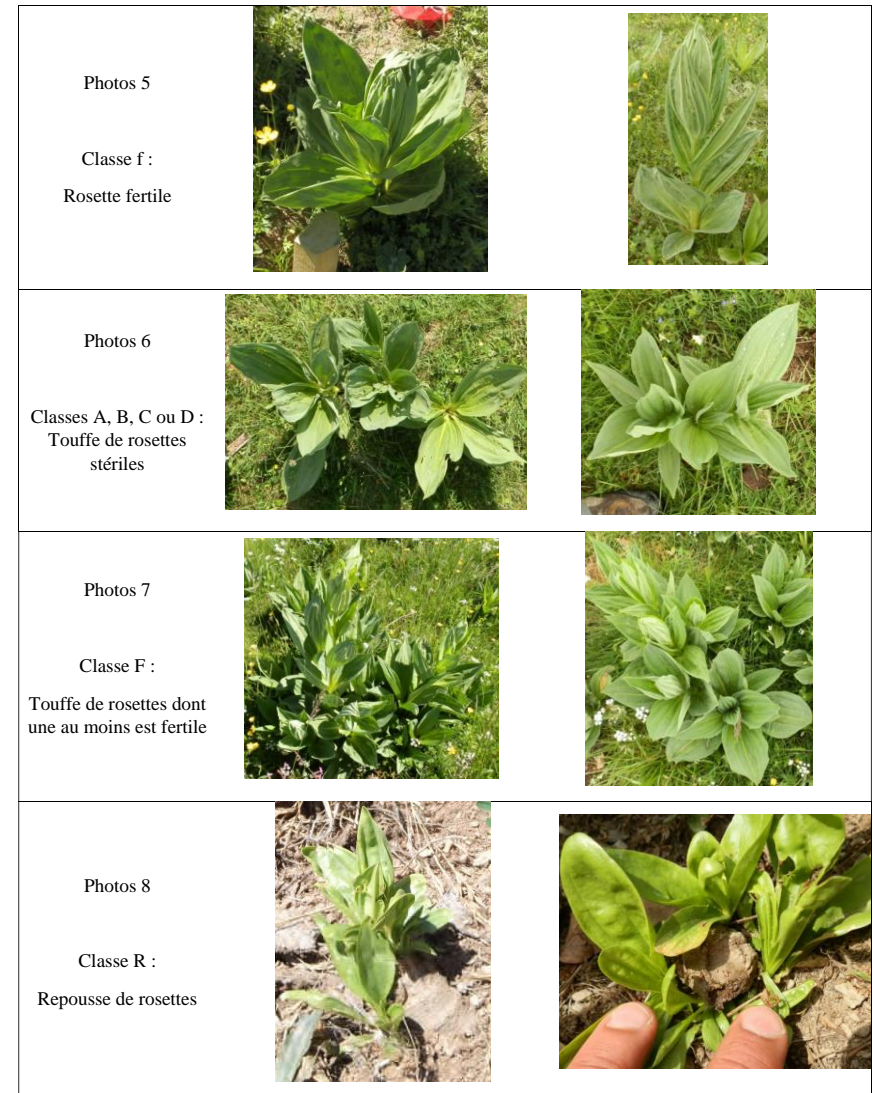 Photos 5
Classe f :
Rosette fertile
Photos 6
Classes A, B, C ou D :
Touffe de rosettes
stériles
Photos 7
Classe F :
Touffe de rosettes dont
une au moins est fertile
Photos 8
Classe R :
Repousse de rosettes